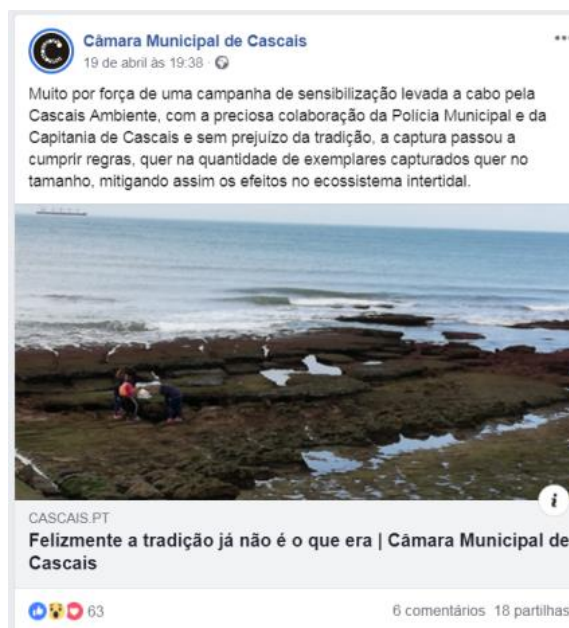 Câmara Municipal de Cascais
19 de abril às 19:38
Muito por força de uma campanha de sensibilização levada a cabo pela
Cascais Ambiente, com a preciosa colaboração da Polícia Municipal e da
Capitania de Cascais e sem prejuízo da tradição, a captura passou a
cumprir regras, quer na quantidade de exemplares capturados quer no
tamanho, mitigando assim os efeitos no ecossistema intertidal.
CASCAIS.PT
Felizmente a tradição já não é o que era | Câmara Municipal de
Cascais
63
6 comentários 18 partilhas